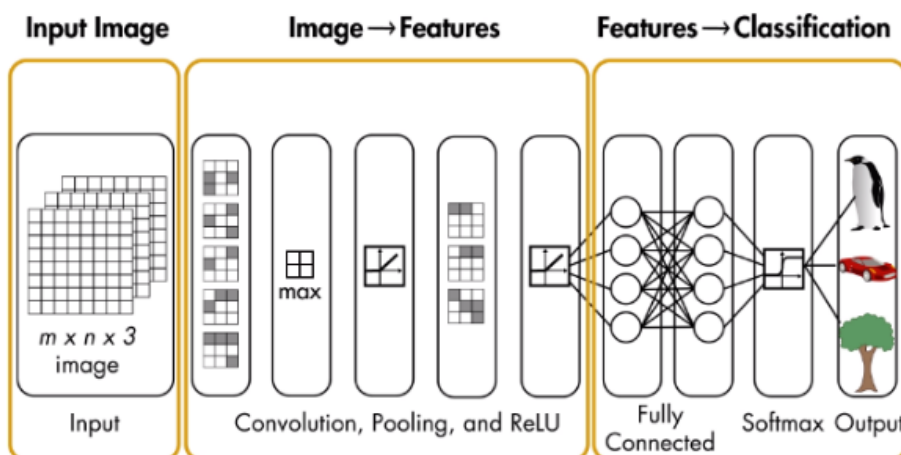 Input Image
Image→Features
Features→Classification
m x n x 3
image
max
Input
Convolution, Pooling, and ReLU
Fully
Connected
Softmax
Output